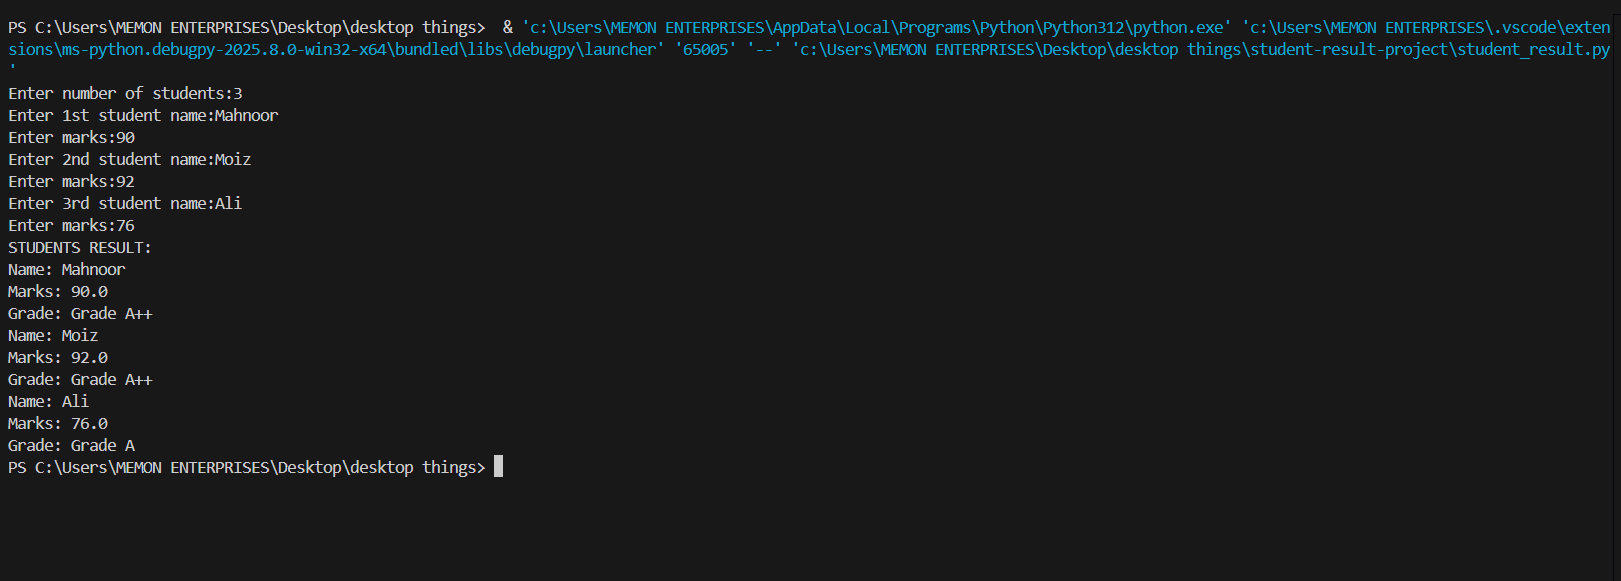 PS C:\Users\MEMON ENTERPRISES\Desktop\desktop things>  & 'c:\Users\MEMON ENTERPRISES\AppData\Local\Programs\Python\Python312\python.exe' 'c:\Users\MEMON ENTERPRISES\.vscode\exten
sions\ms-python.debugpy-2025.8.0-win32-x64\bundled\libs\debugpy\launcher' '65005' '--' 'c:\Users\MEMON ENTERPRISES\Desktop\desktop things\student-result-project\student_result.py
'
Enter number of students:3
Enter 1st student name:Mahnoor
Enter marks:90
Enter 2nd student name:Moiz
Enter marks:92
Enter 3rd student name:Ali
Enter marks:76
STUDENTS RESULT:
Name: Mahnoor
Marks: 90.0
Grade: Grade A++
Name: Moiz
Marks: 92.0
Grade: Grade A++
Name: Ali
Marks: 76.0
Grade: Grade A
PS C:\Users\MEMON ENTERPRISES\Desktop\desktop things>